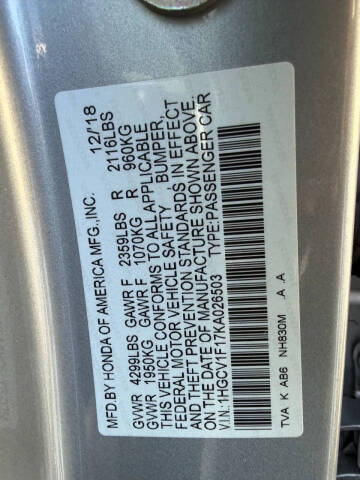 MFD.BY HONDA OF AMERICA MFG.,INC. 12/'18
GVWR 4299LBS GAWR F 2359LBS R 2116LBS
GVWR 1950KG GAWR F 1070KG R 960KG
THIS VEHICLE CONFORMS TO ALL APPLICABLE
FEDERAL MOTOR VEHICLE SAFETY, BUMPER,
AND THEFT PREVENTION STANDARDS IN EFFECT
ON THE DATE OF MANUFACTURE SHOWN ABOVE.
V.I.N.: 1HGCV1F17KA026503 TYPE:PASSENGER CAR
TVA K AB6 NH830M .A .A